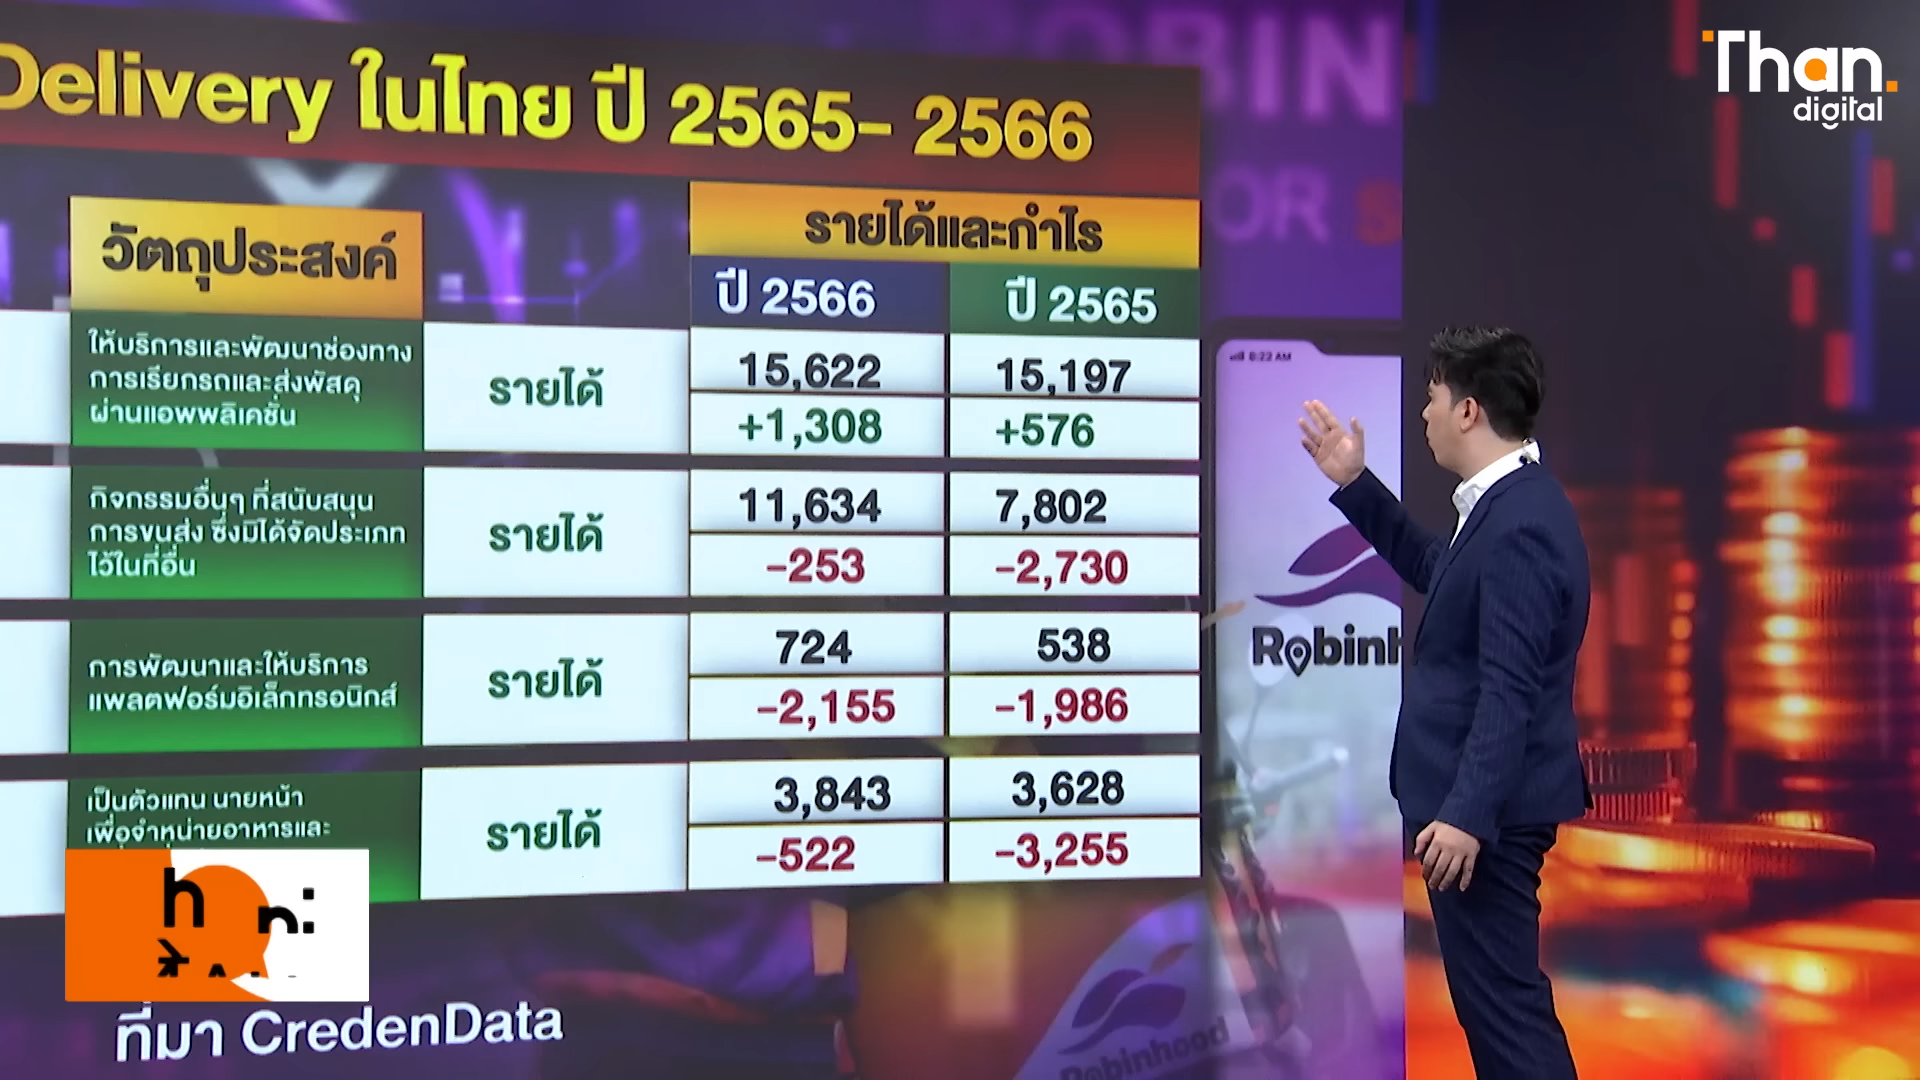 Than.
digital
ROBIN
OR S
Delivery ในไทย ปี 2565- 2566
วัตถุประสงค์
รายได้และกำไร
ปี 2566 ปี 2565
ให้บริการและพัฒนาช่องทาง
การเรียกรถและส่งพัสดุ
ผ่านแอพพลิเคชั่น
รายได้
15,622 15,197
+1,308 +576
กิจกรรมอื่นๆ ที่สนับสนุน
การขนส่ง ซึ่งมิได้จัดประเภท
ไว้ในที่อื่น
รายได้
11,634 7,802
-253 -2,730
การพัฒนาและให้บริการ
แพลตฟอร์มอิเล็กทรอนิกส์
รายได้
724 538
-2,155 -1,986
เป็นตัวแทน นายหน้า
เพื่อจำหน่ายอาหารและ
รายได้
3,843 3,628
-522 -3,255
8:22 AM
Robinh
Robinhood
ที่มา CredenData